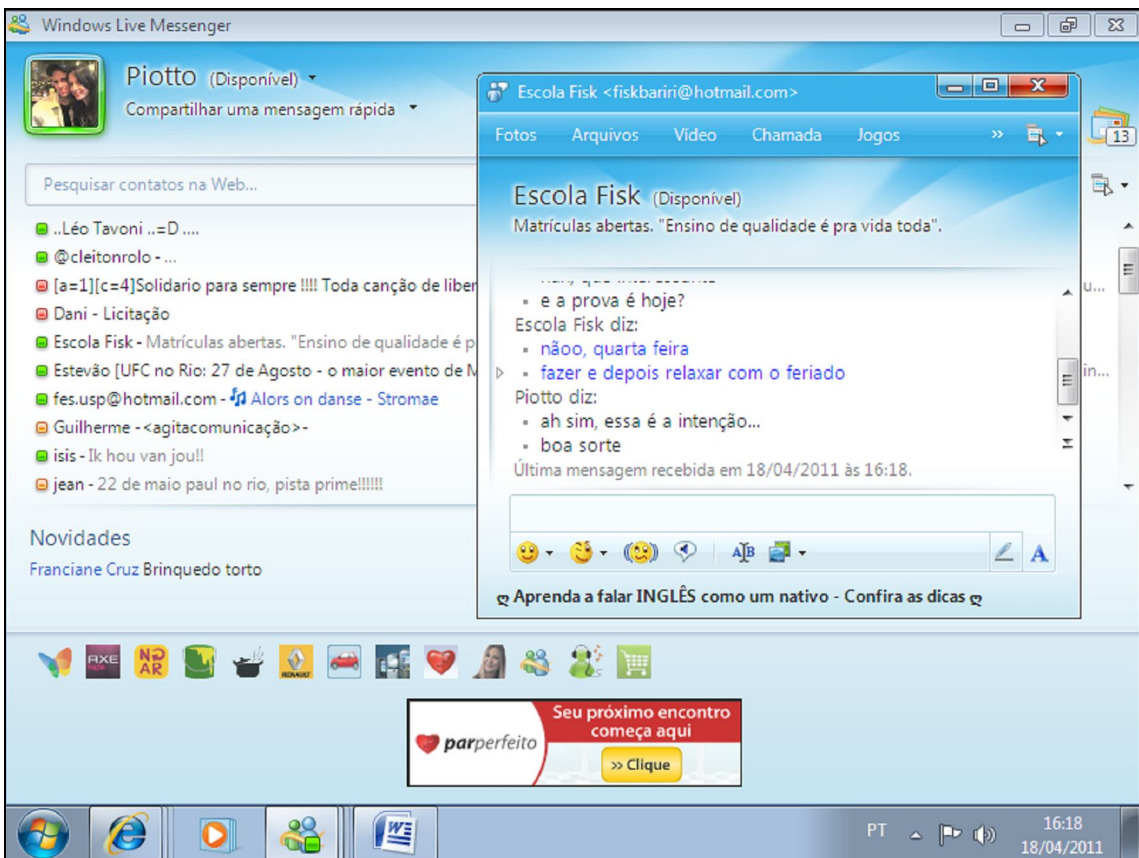 Windows Live Messenger
Piotto (Disponível)
Compartilhar uma mensagem rápida
13
Pesquisar contatos na Web...
..Léo Tavoni ..=D ....
@cleitonrolo - ...
[a=1][c=4]Solidario para sempre !!!! Toda canção de liber
u...
Dani - Licitação
Escola Fisk - Matrículas abertas. "Ensino de qualidade é p
Estevão [UFC no Rio: 27 de Agosto - o maior evento de M
in...
fes.usp@hotmail.com - Alors on danse - Stromae
Guilherme -<agitacomunicação>-
isis - Ik hou van jou!!
jean - 22 de maio paul no rio, pista prime!!!!!!
Novidades
Franciane Cruz Brinquedo torto
Escola Fisk <fiskbariri@hotmail.com>
Fotos Arquivos Vídeo Chamada Jogos »
Escola Fisk (Disponível)
Matrículas abertas. "Ensino de qualidade é pra vida toda".
e a prova é hoje?
Escola Fisk diz:
nãoo, quarta feira
fazer e depois relaxar com o feriado
Piotto diz:
ah sim, essa é a intenção...
boa sorte
Última mensagem recebida em 18/04/2011 às 16:18.
ღ Aprenda a falar INGLÊS como um nativo - Confira as dicas ღ
AXE
NO AR
RENAULT
parperfeito
Seu próximo encontro
começa aqui
» Clique
PT
16:18
18/04/2011